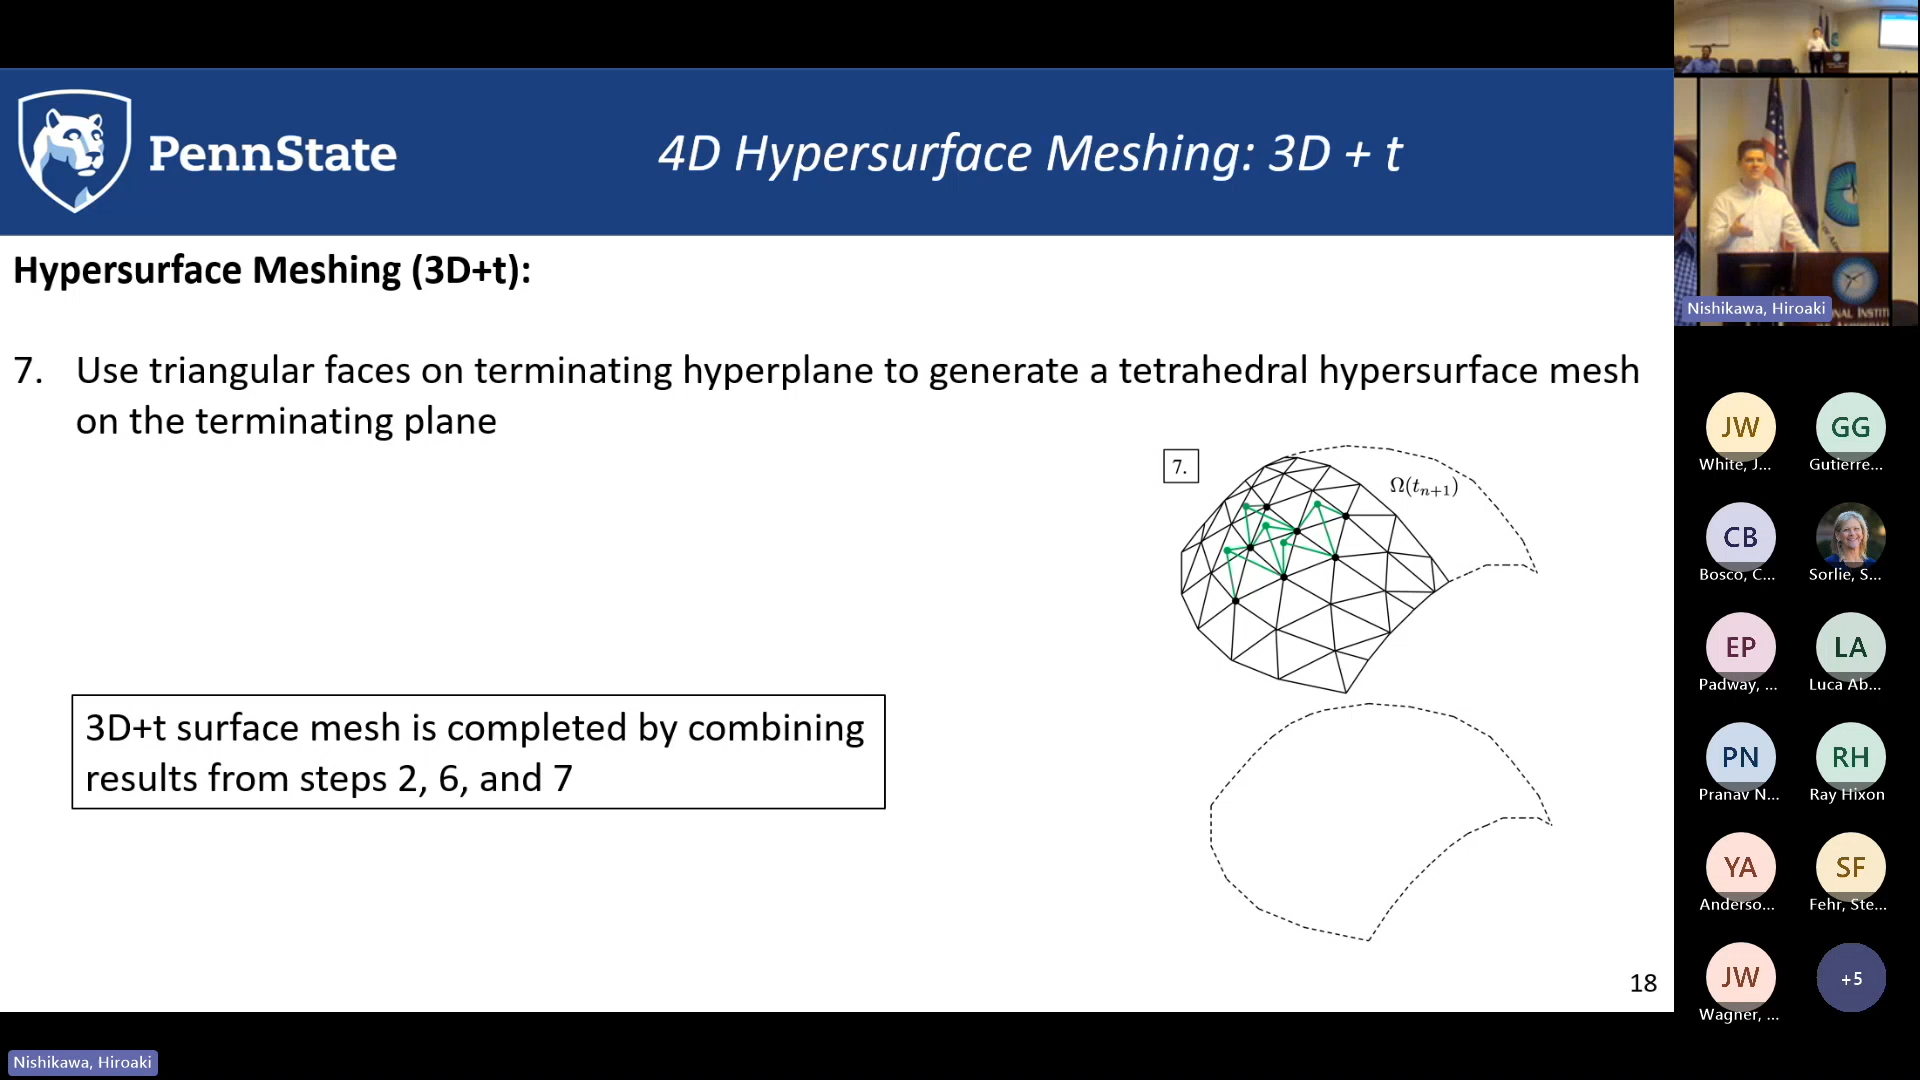 PennState
4D Hypersurface Meshing: 3D + t
Hypersurface Meshing (3D+t):
7. Use triangular faces on terminating hyperplane to generate a tetrahedral hypersurface mesh
on the terminating plane
7.
Ω(tₙ₊₁)
3D+t surface mesh is completed by combining
results from steps 2, 6, and 7
18
Nishikawa, Hiroaki
Nishikawa, Hiroaki
JW
GG
White, J...
Gutierre...
CB
Bosco, C...
Sorlie, S...
EP
LA
Padway, ...
Luca Ab...
PN
RH
Pranav N...
Ray Hixon
YA
SF
Anderso...
Fehr, Ste...
JW
+5
Wagner, ...